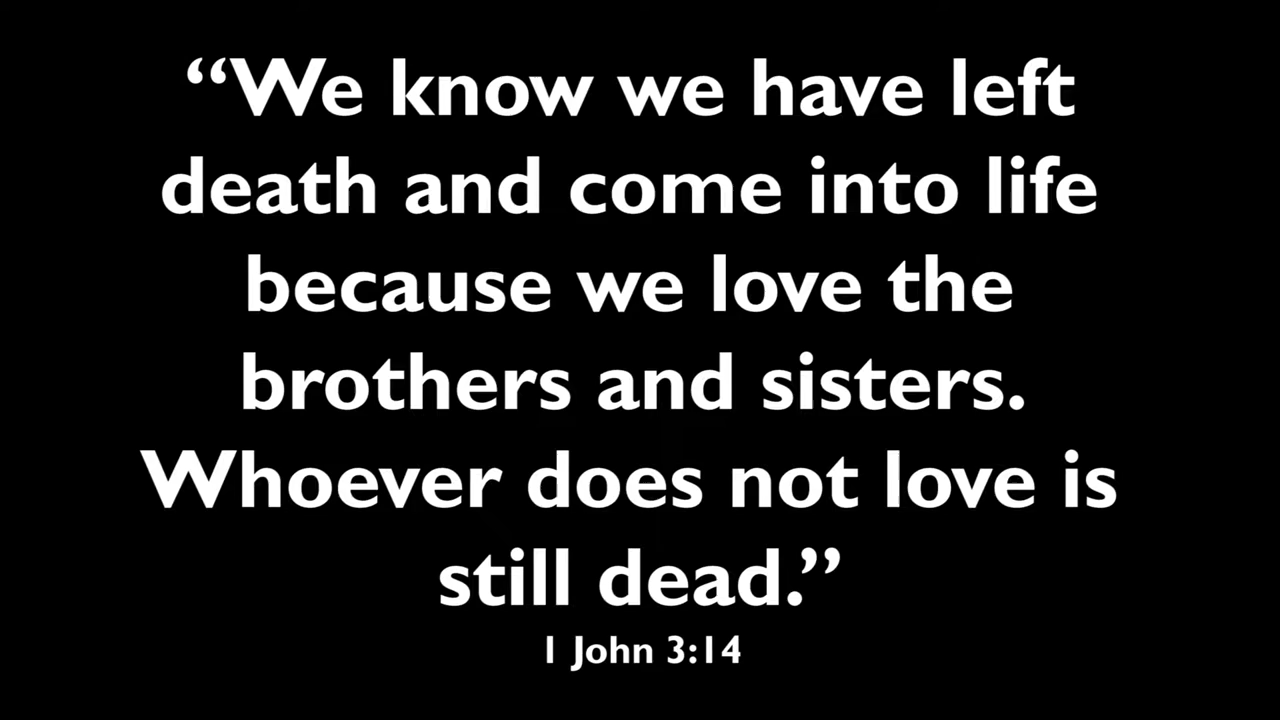 “We know we have left
death and come into life
because we love the
brothers and sisters.
Whoever does not love is
still dead.”
1 John 3:14